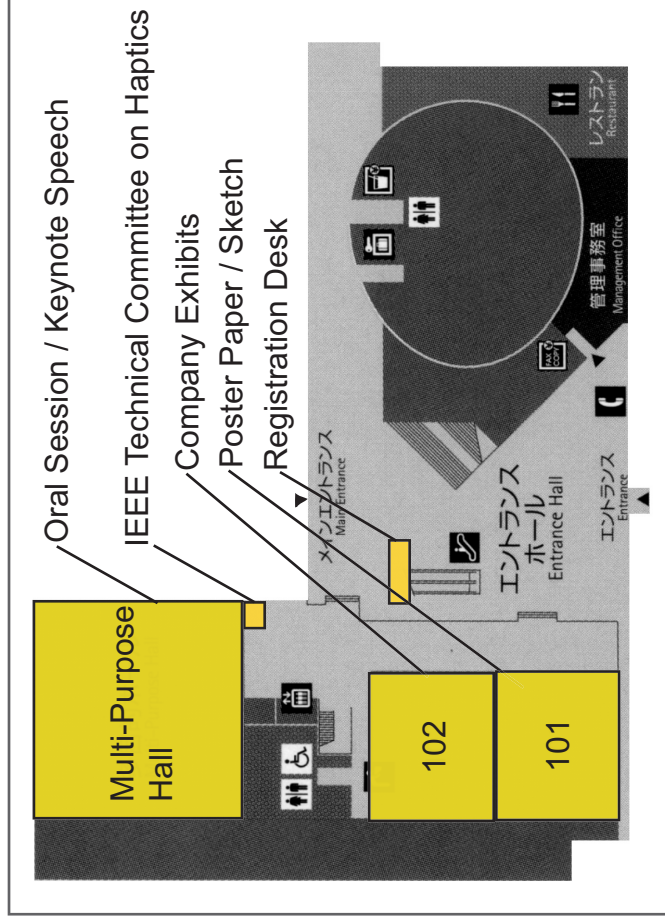 Oral Session / Keynote Speech
IEEE Technical Committee on Haptics
Company Exhibits
Poster Paper / Sketch
Registration Desk
Multi-Purpose
Hall
メインエントランス
Main Entrance
102
101
エントランス
ホール
Entrance Hall
エントランス
Entrance
FAX
COPY
管理事務室
Management Office
レストラン
Restaurant